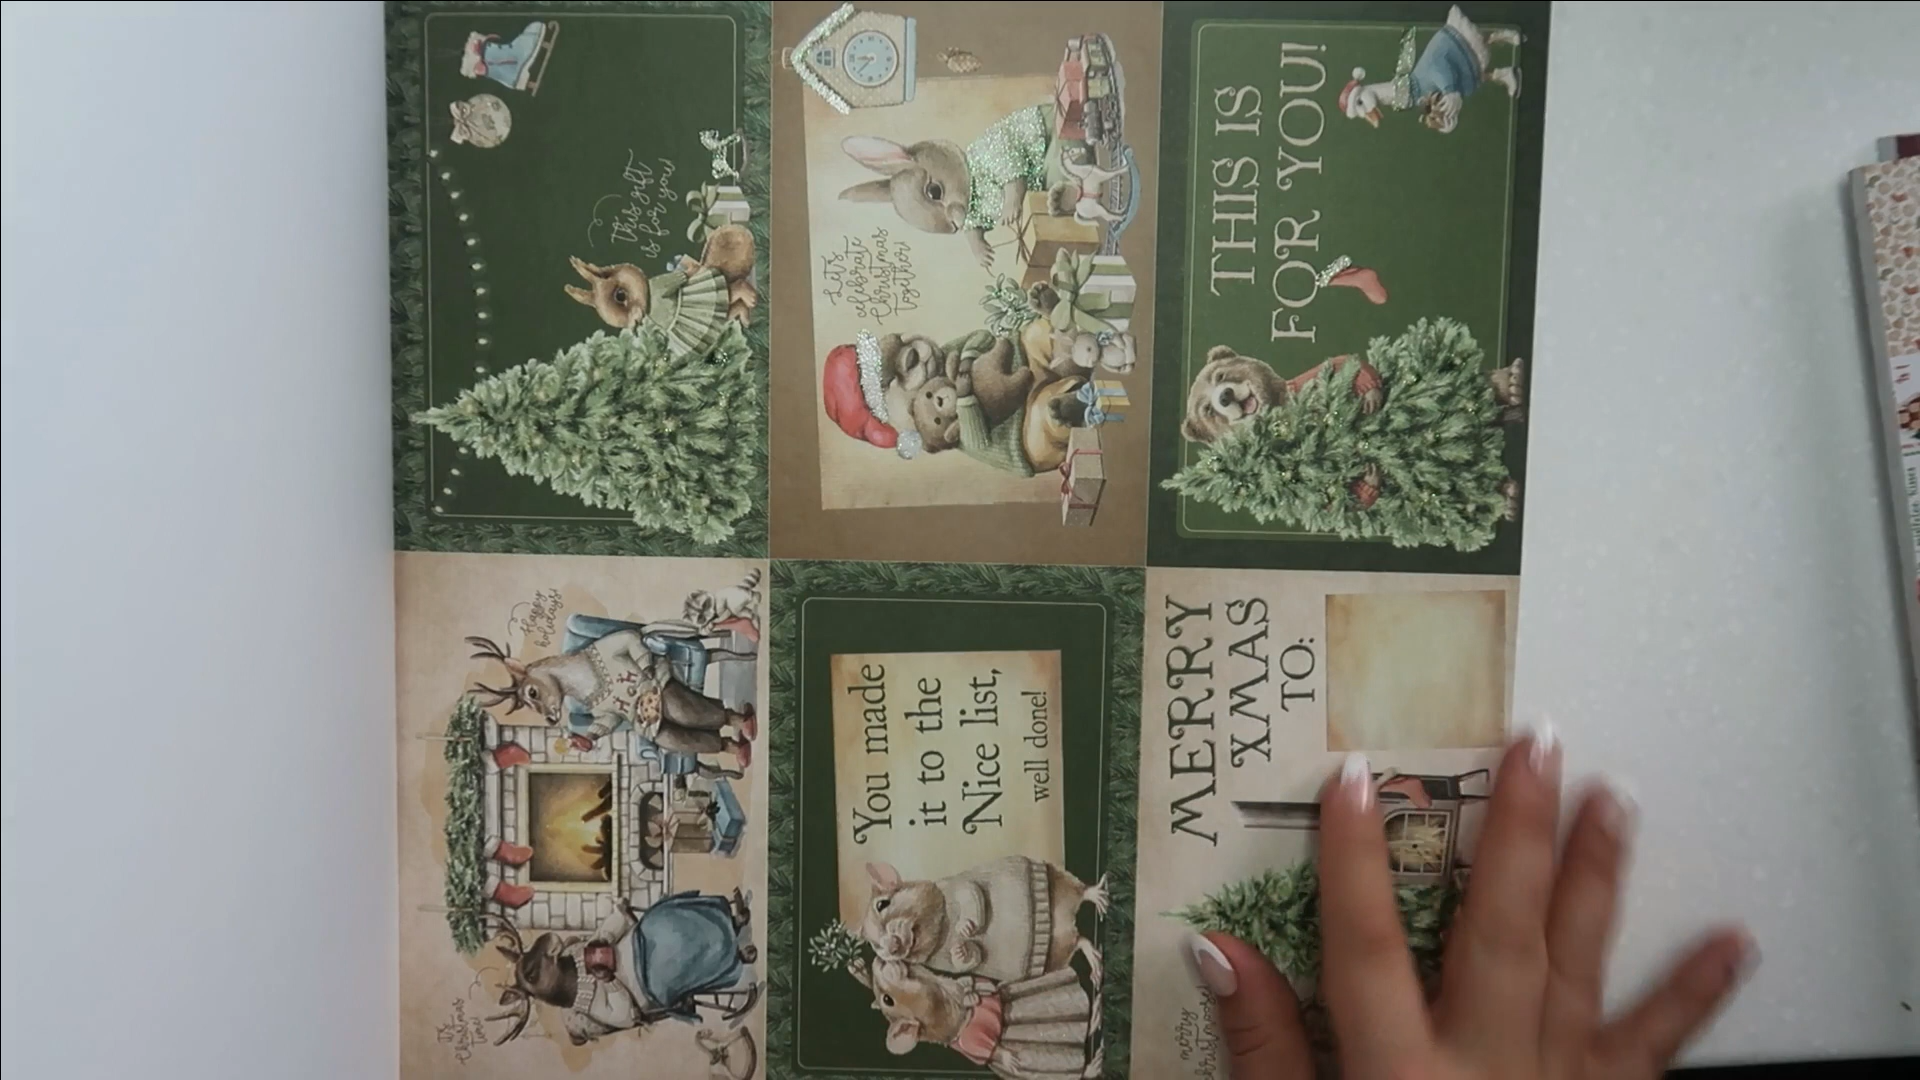 This gift
is for you!
Let's
celebrate
Christmas
together
THIS IS
FOR YOU!
Happy
holidays!
It's
Christmas
time!
You made
it to the
Nice list,
well done!
MERRY
XMAS
TO:
merry
christmoose!